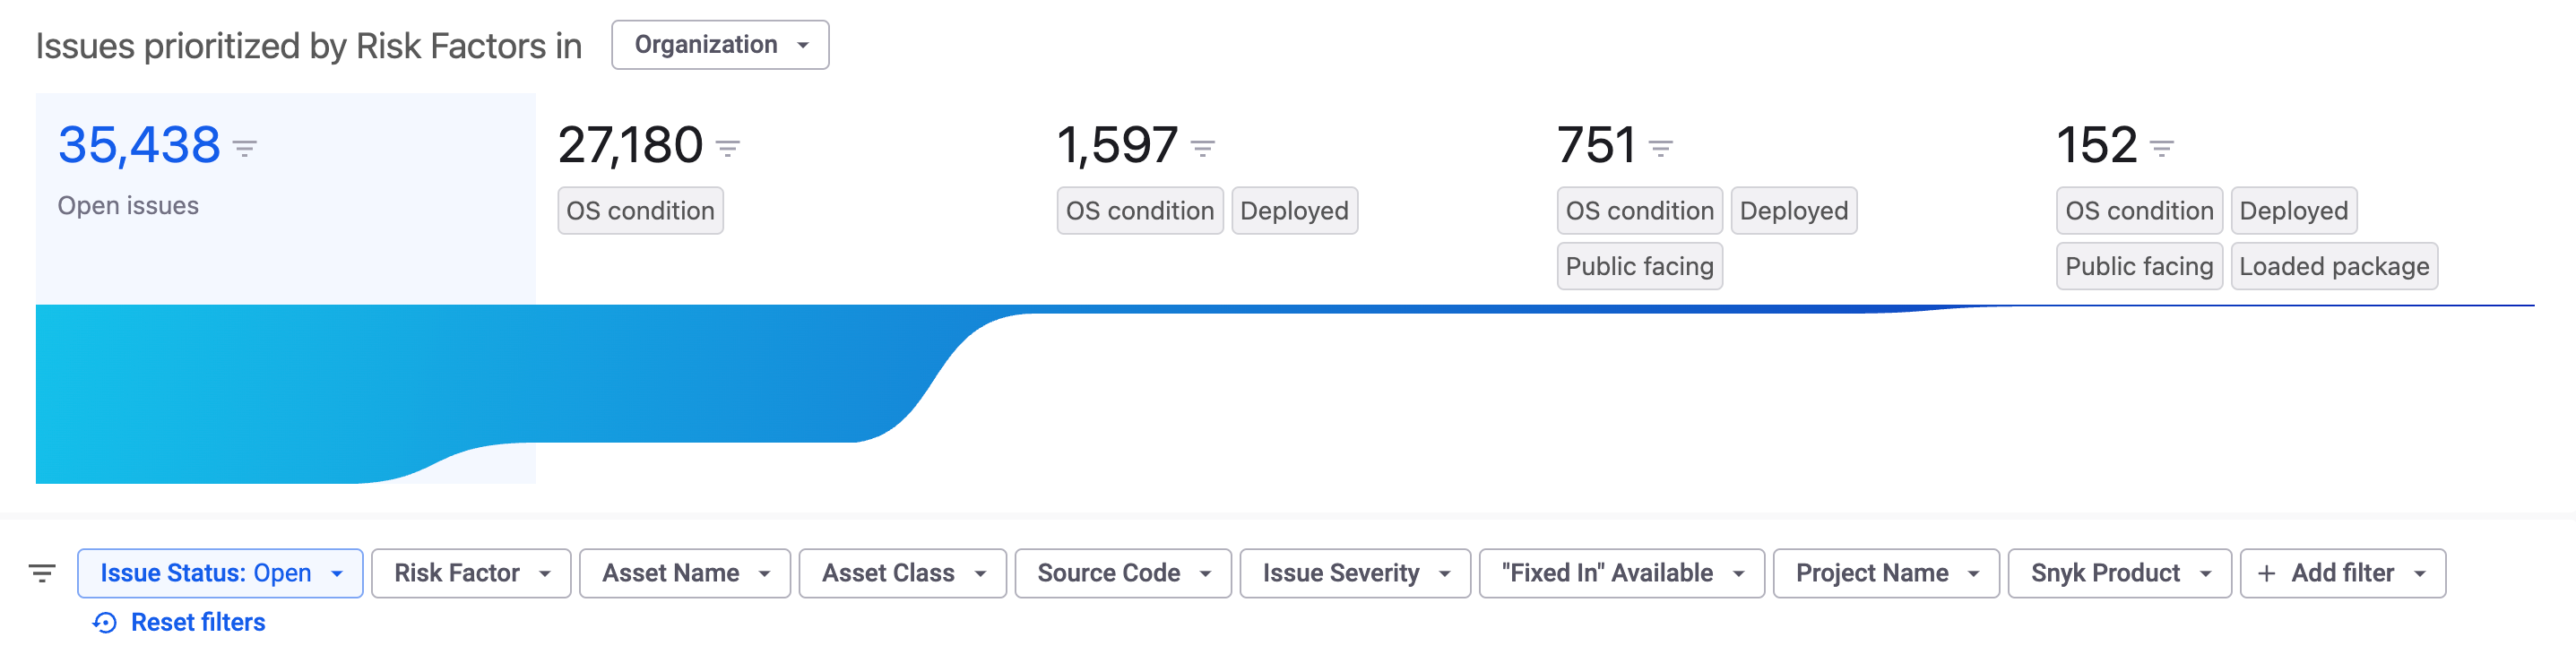 Issues prioritized by Risk Factors in Organization
35,438 27,180 1,597 751 152
Open issues OS condition OS condition Deployed OS condition Deployed OS condition Deployed
Public facing Public facing Loaded package
Issue Status: Open Risk Factor Asset Name Asset Class Source Code Issue Severity "Fixed In" Available Project Name Snyk Product + Add filter
Reset filters